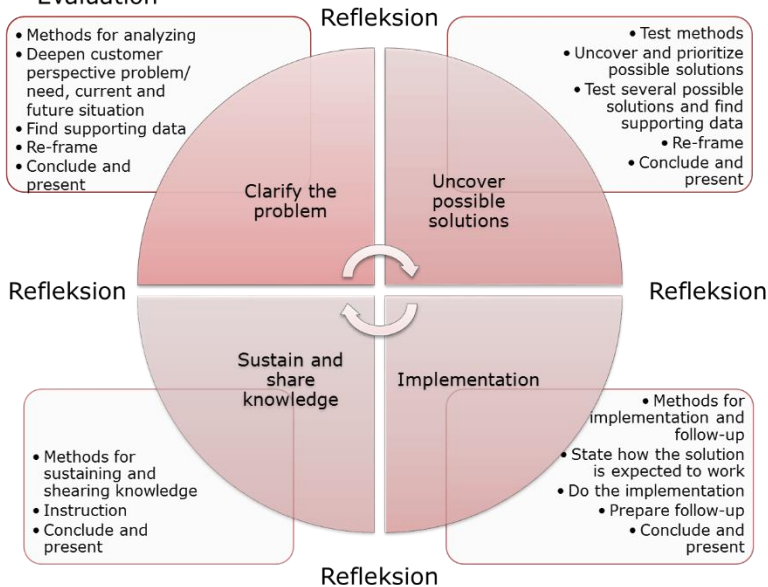 Evaluation
Refleksion
• Methods for analyzing
• Deepen customer
perspective problem/
need, current and
future situation
• Find supporting data
• Re-frame
• Conclude and
present
• Test methods
• Uncover and prioritize
possible solutions
• Test several possible
solutions and find
supporting data
• Re-frame
• Conclude and
present
Clarify the
problem
Uncover
possible
solutions
Refleksion
Refleksion
Sustain and
share
knowledge
Implementation
• Methods for
sustaining and
shearing knowledge
• Instruction
• Conclude and
present
• Methods for
implementation and
follow-up
• State how the solution
is expected to work
• Do the implementation
• Prepare follow-up
• Conclude and
present
Refleksion